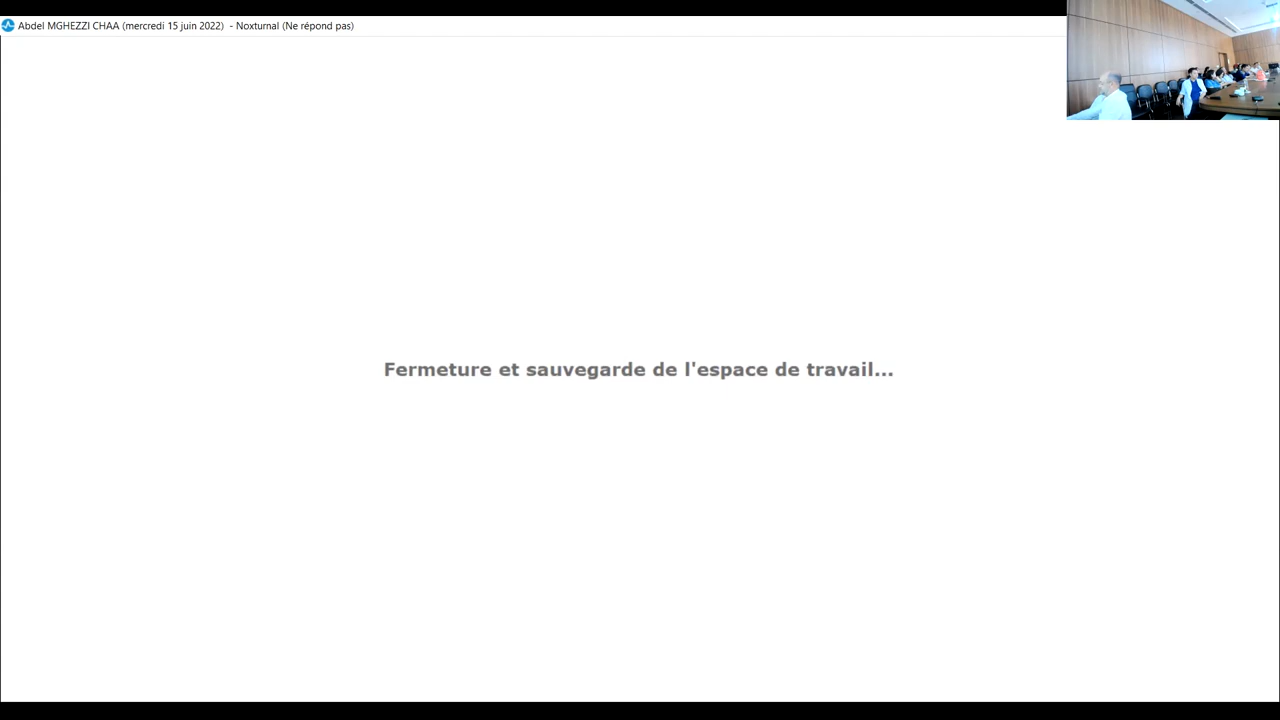 Abdel MGHEZZI CHAA (mercredi 15 juin 2022)  - Noxturnal (Ne répond pas)
Fermeture et sauvegarde de l'espace de travail...